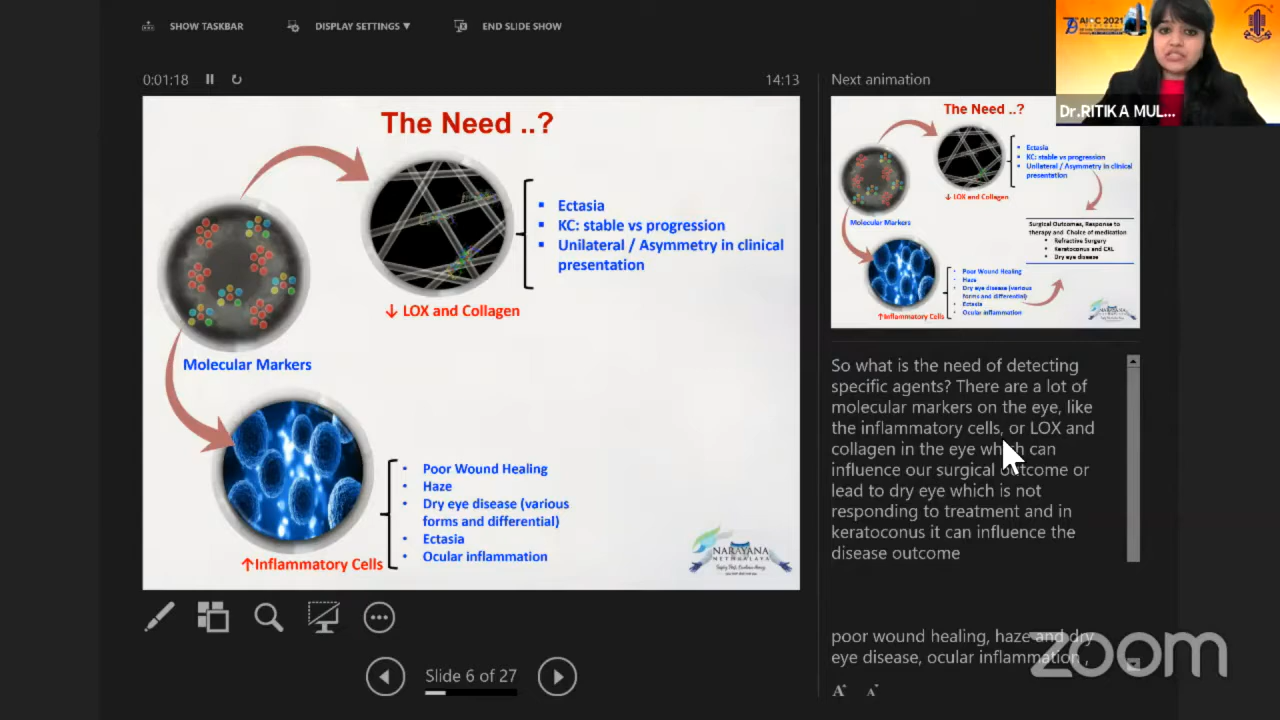 SHOW TASKBAR
DISPLAY SETTINGS ▼
END SLIDE SHOW
0:01:18
14:13
The Need ..?
Ectasia
KC: stable vs progression
Unilateral / Asymmetry in clinical
presentation
↓ LOX and Collagen
Molecular Markers
Poor Wound Healing
Haze
Dry eye disease (various
forms and differential)
Ectasia
Ocular inflammation
↑Inflammatory Cells
NARAYANA
NETHRALAYA
Slide 6 of 27
Next animation
AIOC 2021
Dr.RITIKA MUL...
The Need ..?
Ectasia
KC: stable vs progression
Unilateral / Asymmetry in clinical
presentation
↓ LOX and Collagen
Molecular Markers
Surgical Outcomes, Response to
therapy and Choice of medication
Refractive Surgery
Keratoconus and CXL
Dry eye disease
Poor Wound Healing
Haze
Dry eye disease (various
forms and differential)
Ectasia
Ocular inflammation
↑Inflammatory Cells
NARAYANA
So what is the need of detecting
specific agents? There are a lot of
molecular markers on the eye, like
the inflammatory cells, or LOX and
collagen in the eye which can
influence our surgical outcome or
lead to dry eye which is not
responding to treatment and in
keratoconus it can influence the
disease outcome
poor wound healing, haze and dry
eye disease, ocular inflammation ,
zoom
A A